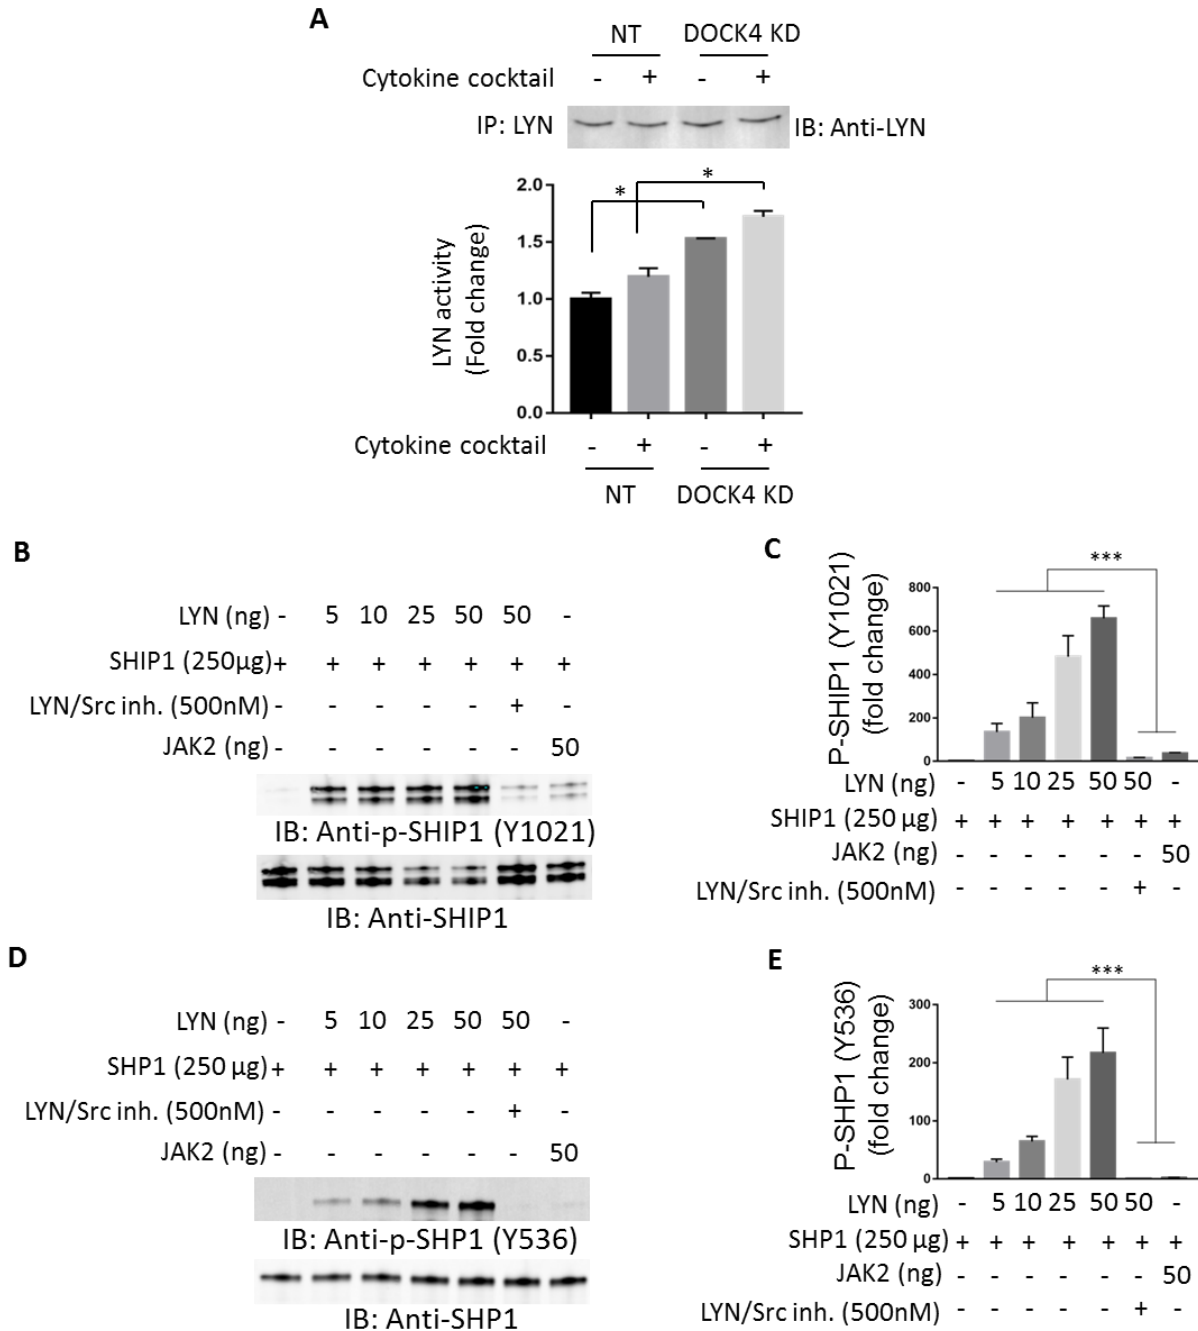 A
NT DOCK4 KD
Cytokine cocktail - + - +
IP: LYN IB: Anti-LYN
* *
2.0
1.5
1.0
0.5
0.0
LYN activity
(Fold change)
Cytokine cocktail - + - +
NT DOCK4 KD
B
LYN (ng) - 5 10 25 50 50 -
SHIP1 (250µg) + + + + + + +
LYN/Src inh. (500nM) - - - - - + -
JAK2 (ng) - - - - - - 50
IB: Anti-p-SHIP1 (Y1021)
IB: Anti-SHIP1
C
***
P-SHIP1 (Y1021)
(fold change)
800
600
400
200
0
LYN (ng) - 5 10 25 50 50 -
SHIP1 (250 µg) + + + + + + +
JAK2 (ng) - - - - - - 50
LYN/Src inh. (500nM) - - - - - + -
D
LYN (ng) - 5 10 25 50 50 -
SHP1 (250 µg) + + + + + + +
LYN/Src inh. (500nM) - - - - - + -
JAK2 (ng) - - - - - - 50
IB: Anti-p-SHP1 (Y536)
IB: Anti-SHP1
E
***
P-SHP1 (Y536)
(fold change)
300
200
100
0
LYN (ng) - 5 10 25 50 50 -
SHP1 (250 µg) + + + + + + +
JAK2 (ng) - - - - - - 50
LYN/Src inh. (500nM) - - - - - + -